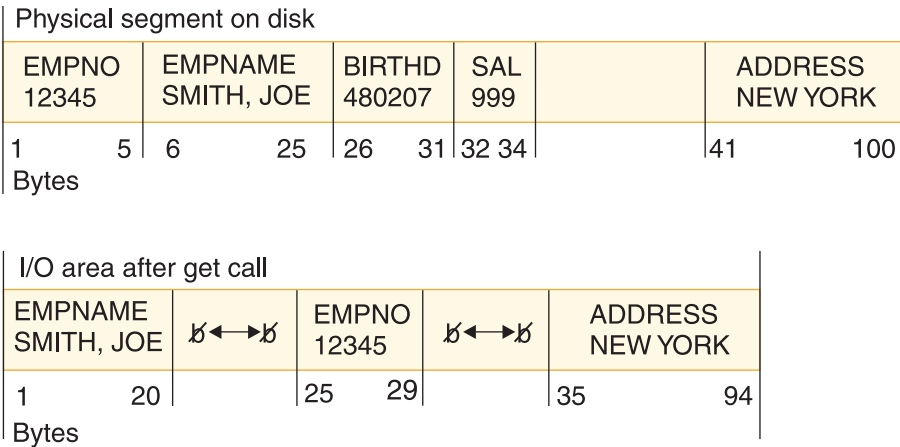 Physical segment on disk
EMPNO EMPNAME BIRTHD SAL ADDRESS
12345 SMITH, JOE 480207 999 NEW YORK
1 5 6 25 26 31 32 34 41 100
Bytes
I/O area after get call
EMPNAME EMPNO ADDRESS
SMITH, JOE b̸↔b̸ 12345 b̸↔b̸ NEW YORK
1 20 25 29 35 94
Bytes